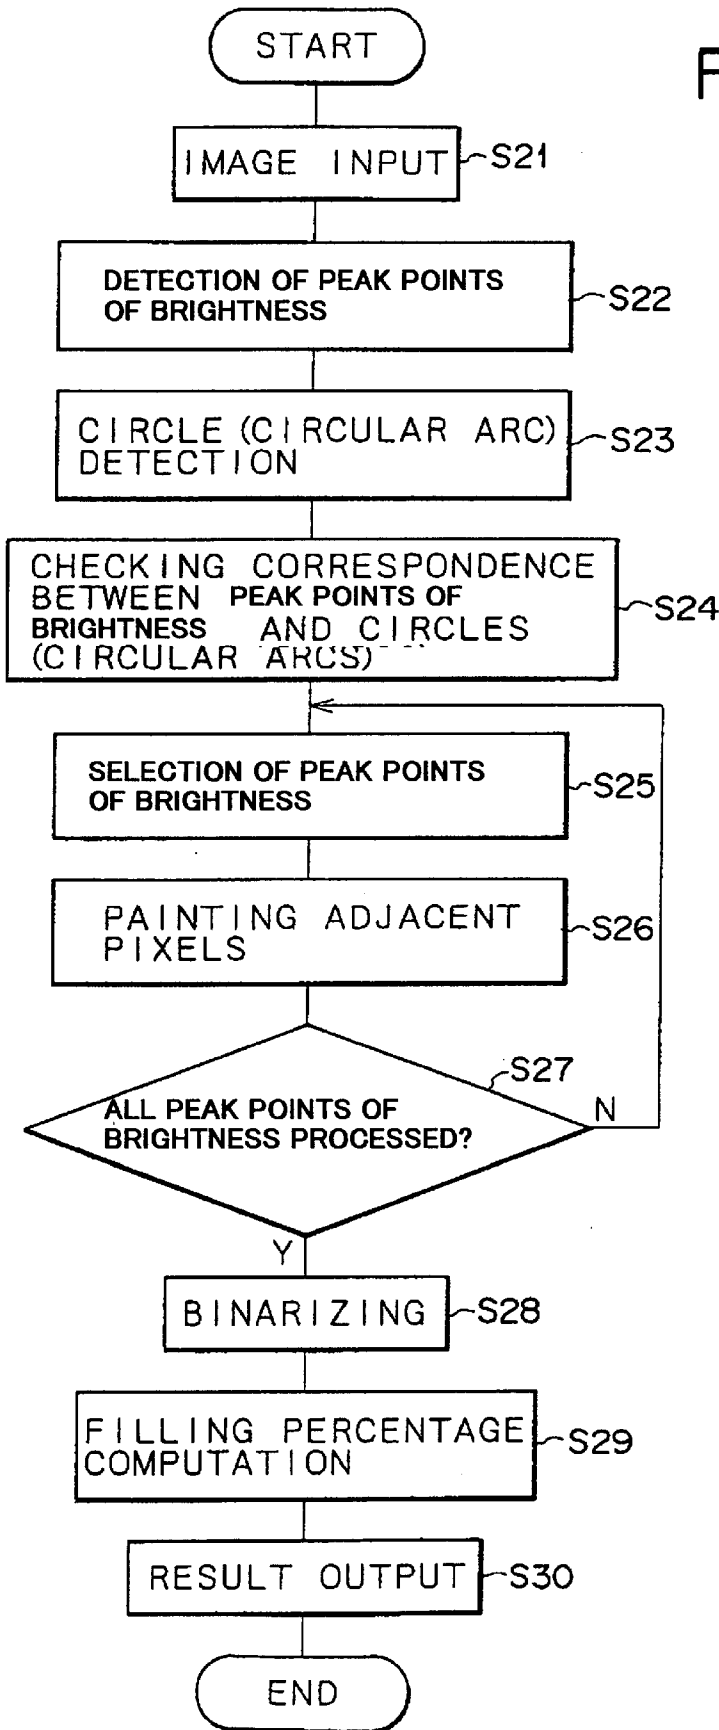 START
IMAGE INPUT
S21
DETECTION OF PEAK POINTS
OF BRIGHTNESS
S22
CIRCLE (CIRCULAR ARC)
DETECTION
S23
CHECKING CORRESPONDENCE
BETWEEN PEAK POINTS OF
BRIGHTNESS AND CIRCLES
(CIRCULAR ARCS)
S24
SELECTION OF PEAK POINTS
OF BRIGHTNESS
S25
PAINTING ADJACENT
PIXELS
S26
S27
ALL PEAK POINTS OF
BRIGHTNESS PROCESSED?
N
Y
BINARIZING
S28
FILLING PERCENTAGE
COMPUTATION
S29
RESULT OUTPUT
S30
END